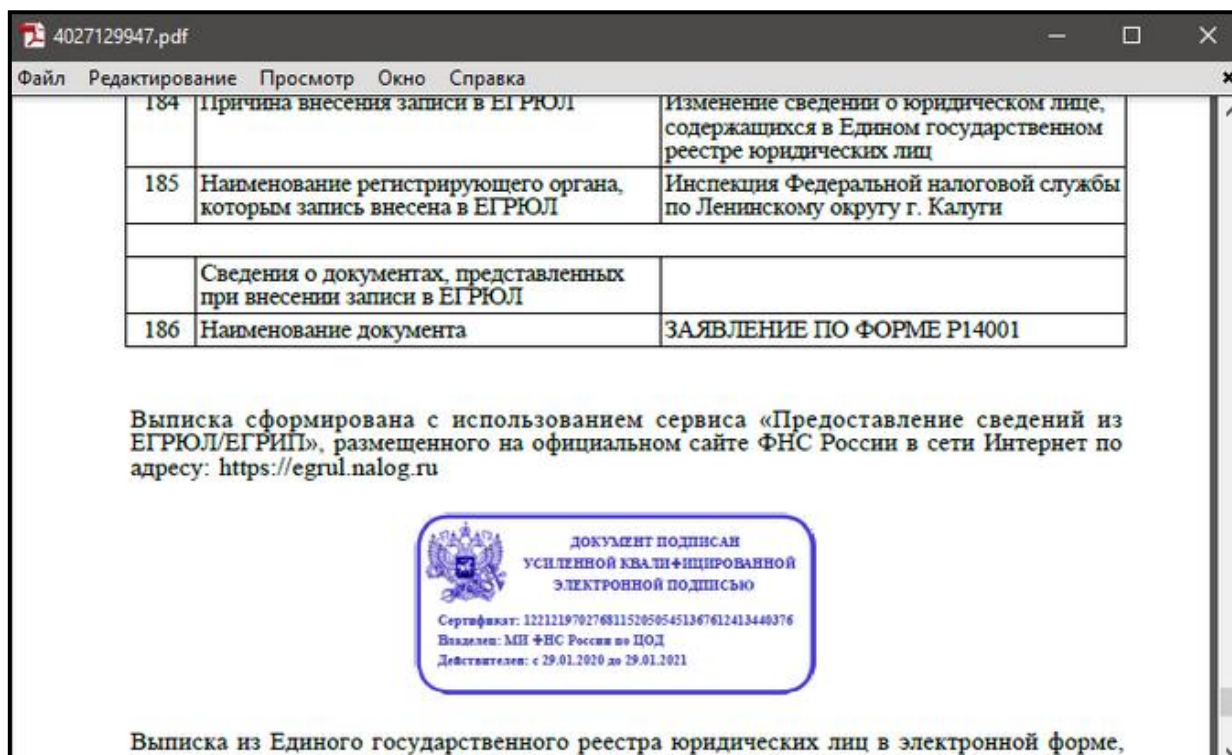 4027129947.pdf
Файл Редактирование Просмотр Окно Справка
184 Причина внесения записи в ЕГРЮЛ Изменение сведений о юридическом лице,
содержащихся в Едином государственном
реестре юридических лиц
185 Наименование регистрирующего органа, Инспекция Федеральной налоговой службы
которым запись внесена в ЕГРЮЛ по Ленинскому округу г. Калуги
Сведения о документах, представленных
при внесении записи в ЕГРЮЛ
186 Наименование документа ЗАЯВЛЕНИЕ ПО ФОРМЕ Р14001
Выписка сформирована с использованием сервиса «Предоставление сведений из
ЕГРЮЛ/ЕГРИП», размещенного на официальном сайте ФНС России в сети Интернет по
адресу: https://egrul.nalog.ru
ДОКУМЕНТ ПОДПИСАН
УСИЛЕННОЙ КВАЛИФИЦИРОВАННОЙ
ЭЛЕКТРОННОЙ ПОДПИСЬЮ
Сертификат: 122121970276811520505451367612413440376
Владелец: МИ ФНС России по ЦОД
Действителен: с 29.01.2020 до 29.01.2021
Выписка из Единого государственного реестра юридических лиц в электронной форме,